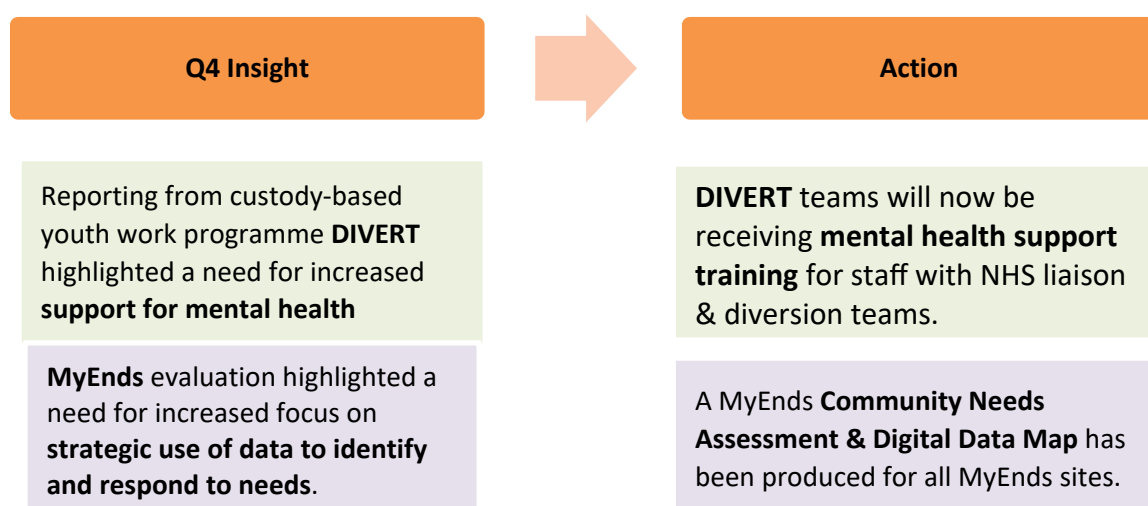 Q4 Insight
Action
Reporting from custody-based
youth work programme DIVERT
highlighted a need for increased
support for mental health
DIVERT teams will now be
receiving mental health support
training for staff with NHS liaison
& diversion teams.
MyEnds evaluation highlighted a
need for increased focus on
strategic use of data to identify
and respond to needs.
A MyEnds Community Needs
Assessment & Digital Data Map has
been produced for all MyEnds sites.